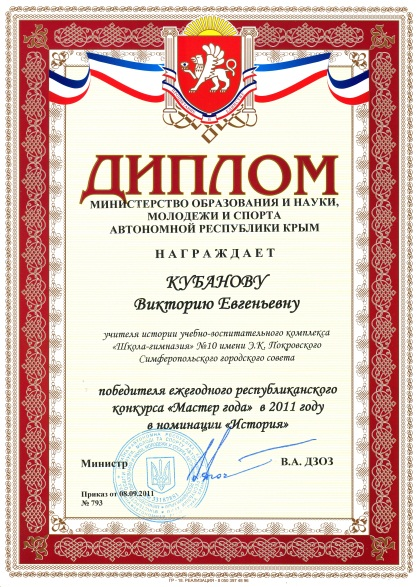 ДИПЛОМ
МИНИСТЕРСТВО ОБРАЗОВАНИЯ И НАУКИ,
МОЛОДЕЖИ И СПОРТА
АВТОНОМНОЙ РЕСПУБЛИКИ КРЫМ
НАГРАЖДАЕТ
КУБАНОВУ
Викторию Евгеньевну
учителя истории учебно-воспитательного комплекса
«Школа-гимназия» №10 имени Э.К. Покровского
Симферопольского городского совета
победителя ежегодного республиканского
конкурса «Мастер года» в 2011 году
в номинации «История»
Министр
В.А. ДЗОЗ
Приказ от 08.09.2011
№ 793